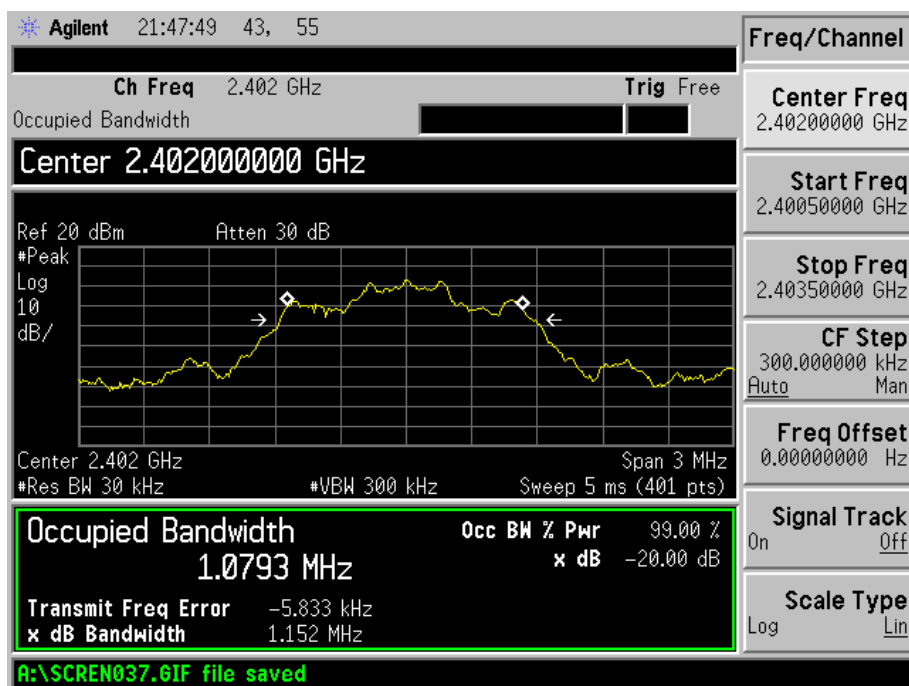 Agilent 21:47:49 43, 55
Freq/Channel
Ch Freq 2.402 GHz Trig Free
Occupied Bandwidth
Center 2.402000000 GHz
Ref 20 dBm Atten 30 dB
#Peak
Log
10
dB/
Center 2.402 GHz Span 3 MHz
#Res BW 30 kHz #VBW 300 kHz Sweep 5 ms (401 pts)
Occupied Bandwidth
1.0793 MHz
Occ BW % Pwr 99.00 %
x dB -20.00 dB
Transmit Freq Error -5.833 kHz
x dB Bandwidth 1.152 MHz
A:\SCREN037.GIF file saved
Center Freq
2.40200000 GHz
Start Freq
2.40050000 GHz
Stop Freq
2.40350000 GHz
CF Step
300.000000 kHz
Auto Man
Freq Offset
0.00000000 Hz
Signal Track
On Off
Scale Type
Log Lin